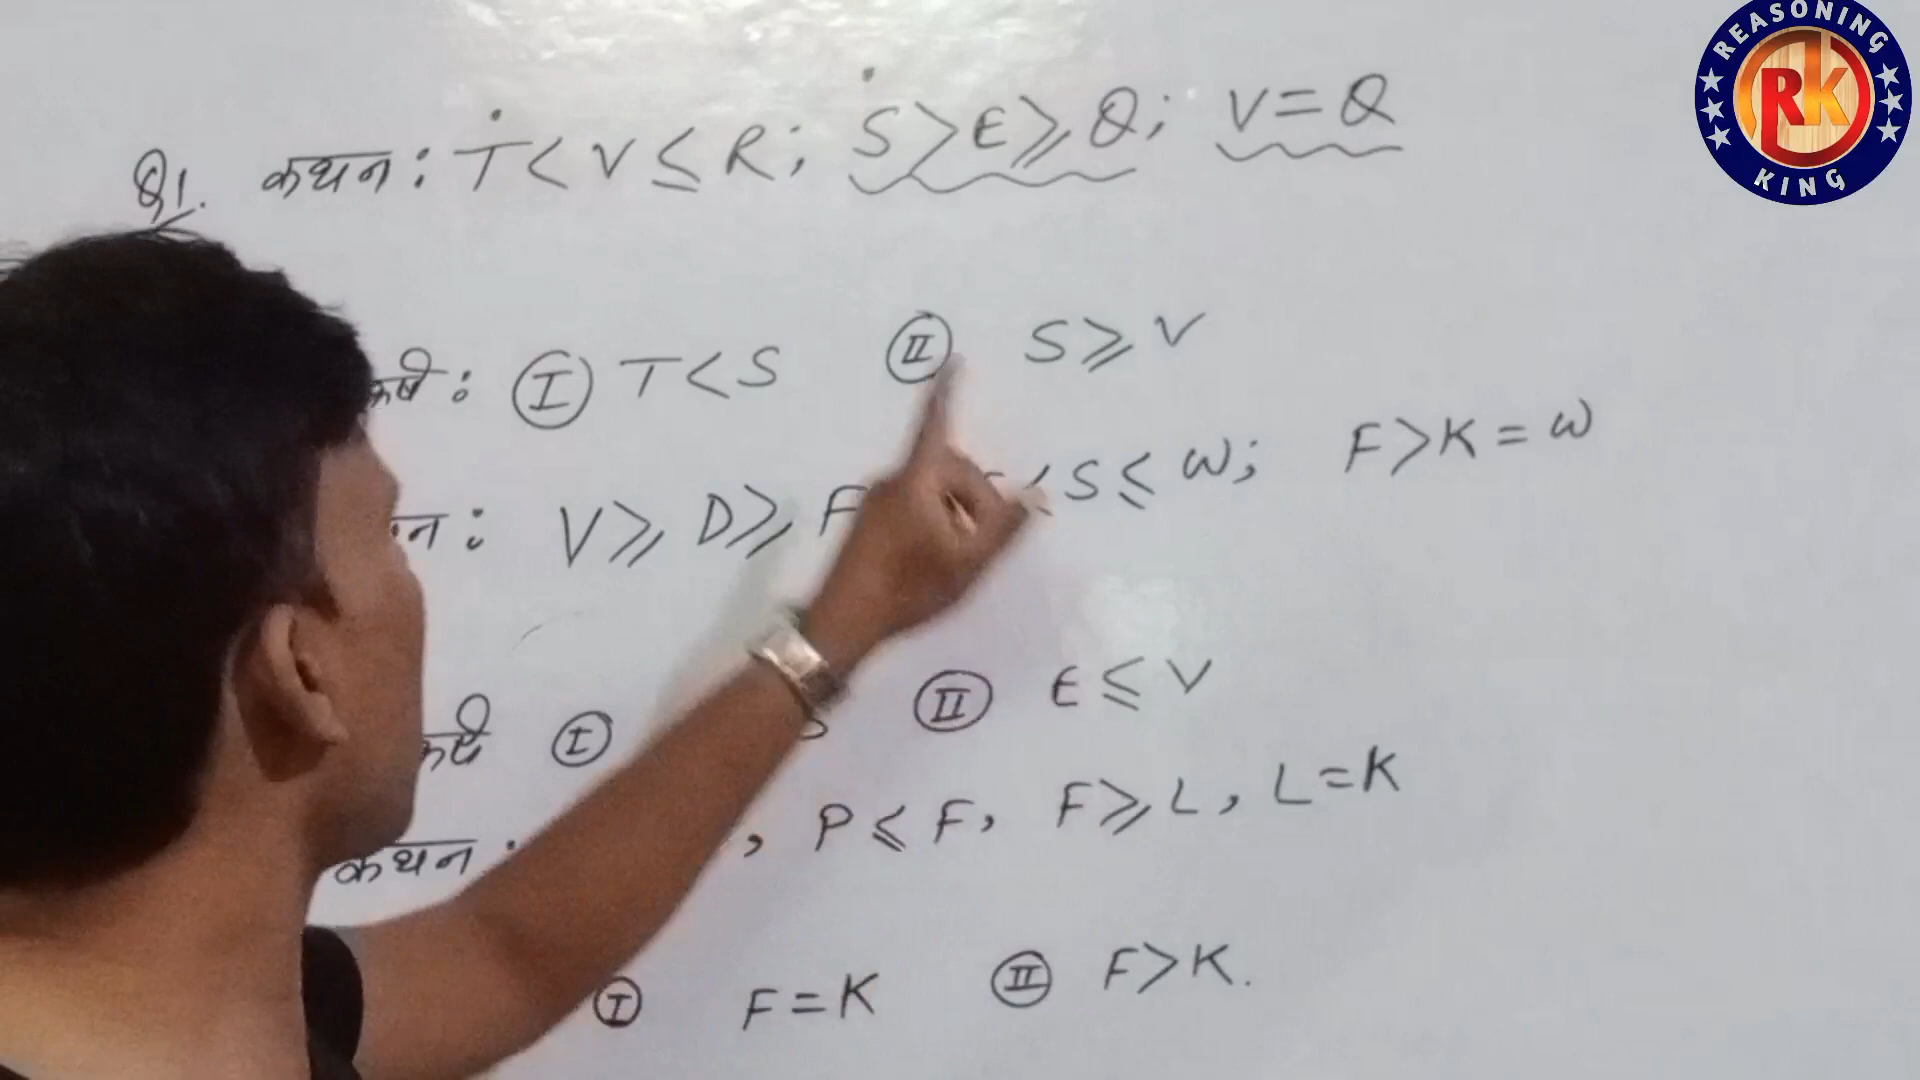 REASONING
RK
KING
Q1. कथन: T < V ≤ R; S > E ≥ Q; V = Q
I T < S II S ≥ V
V ≥ D ≥ F < S ≤ W; F > K = W
I II E ≤ V
कथन: , P ≤ F, F ≥ L, L = K
I F = K II F > K.